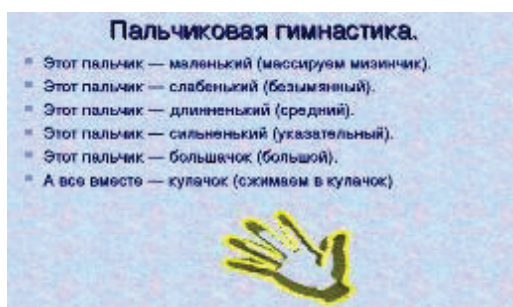 Пальчиковая гимнастика.
Этот пальчик — маленький (массируем мизинчик).
Этот пальчик — слабенький (безымянный).
Этот пальчик — длинненький (средний).
Этот пальчик — сильненький (указательный).
Этот пальчик — большачок (большой).
А все вместе — кулачок (сжимаем в кулачок)